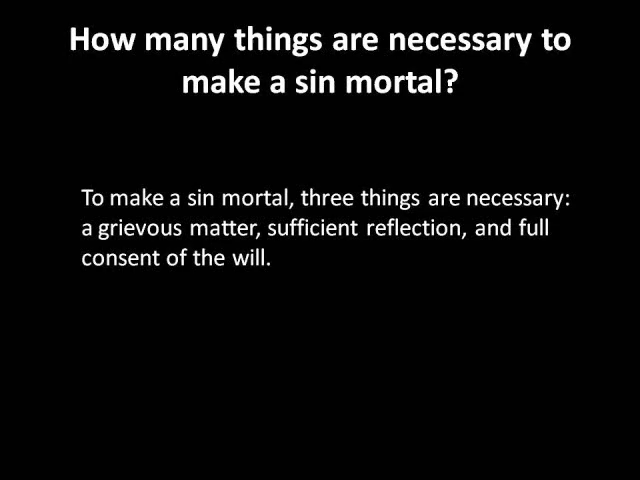 How many things are necessary to
make a sin mortal?
To make a sin mortal, three things are necessary:
a grievous matter, sufficient reflection, and full
consent of the will.